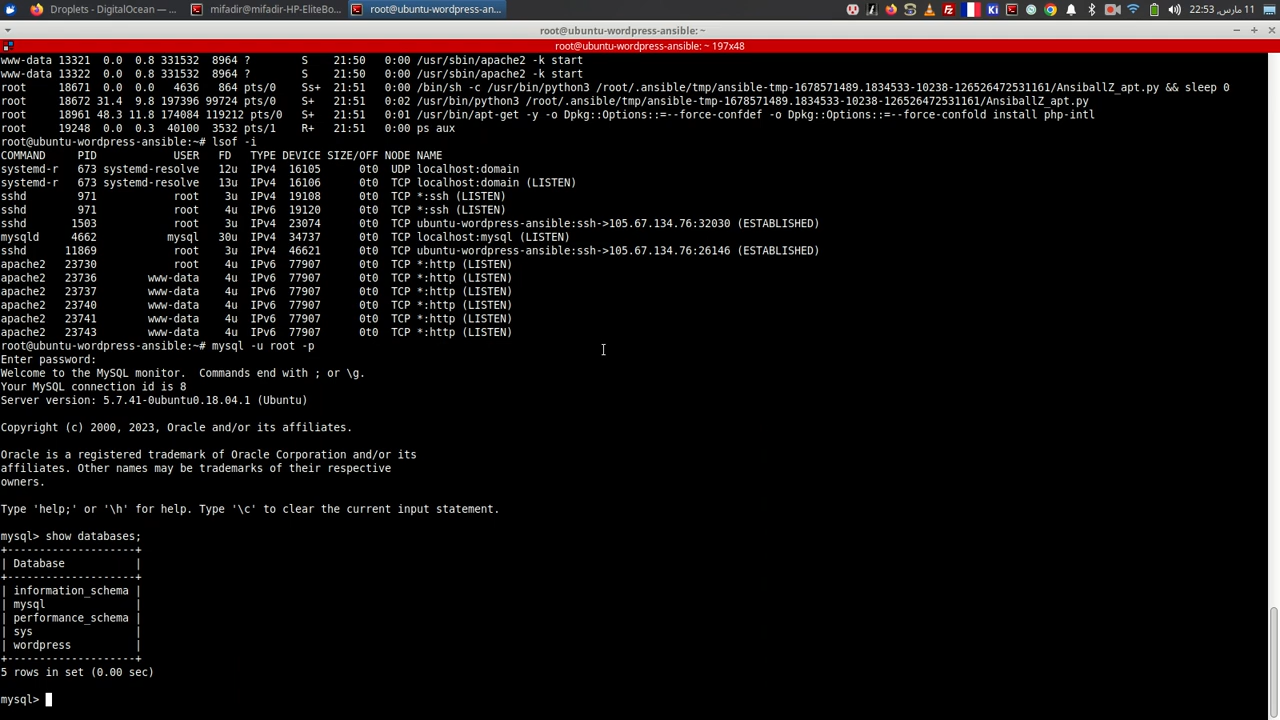 Droplets - DigitalOcean — ...
mifadir@mifadir-HP-EliteBo...
root@ubuntu-wordpress-an...
11 مارس, 22:53
root@ubuntu-wordpress-ansible: ~
root@ubuntu-wordpress-ansible: ~ 197x48
www-data 13321  0.0  0.8 331532  8964 ?        S    21:50   0:00 /usr/sbin/apache2 -k start
www-data 13322  0.0  0.8 331532  8964 ?        S    21:50   0:00 /usr/sbin/apache2 -k start
root     18671  0.0  0.0   4636   864 pts/0    Ss+  21:51   0:00 /bin/sh -c /usr/bin/python3 /root/.ansible/tmp/ansible-tmp-1678571489.1834533-10238-126526472531161/AnsiballZ_apt.py && sleep 0
root     18672 31.4  9.8 197396 99724 pts/0    S+   21:51   0:02 /usr/bin/python3 /root/.ansible/tmp/ansible-tmp-1678571489.1834533-10238-126526472531161/AnsiballZ_apt.py
root     18961 48.3 11.8 174084 119212 pts/0   S+   21:51   0:01 /usr/bin/apt-get -y -o Dpkg::Options::=--force-confdef -o Dpkg::Options::=--force-confold install php-intl
root     19248  0.0  0.3  40100  3532 pts/1    R+   21:51   0:00 ps aux
root@ubuntu-wordpress-ansible:~# lsof -i
COMMAND    PID            USER   FD   TYPE DEVICE SIZE/OFF NODE NAME
systemd-r  673 systemd-resolve   12u  IPv4  16105      0t0  UDP localhost:domain
systemd-r  673 systemd-resolve   13u  IPv4  16106      0t0  TCP localhost:domain (LISTEN)
sshd       971            root    3u  IPv4  19108      0t0  TCP *:ssh (LISTEN)
sshd       971            root    4u  IPv6  19120      0t0  TCP *:ssh (LISTEN)
sshd      1503            root    3u  IPv4  23074      0t0  TCP ubuntu-wordpress-ansible:ssh->105.67.134.76:32030 (ESTABLISHED)
mysqld    4662           mysql   30u  IPv4  34737      0t0  TCP localhost:mysql (LISTEN)
sshd     11869            root    3u  IPv4  46621      0t0  TCP ubuntu-wordpress-ansible:ssh->105.67.134.76:26146 (ESTABLISHED)
apache2  23730            root    4u  IPv6  77907      0t0  TCP *:http (LISTEN)
apache2  23736        www-data    4u  IPv6  77907      0t0  TCP *:http (LISTEN)
apache2  23737        www-data    4u  IPv6  77907      0t0  TCP *:http (LISTEN)
apache2  23740        www-data    4u  IPv6  77907      0t0  TCP *:http (LISTEN)
apache2  23741        www-data    4u  IPv6  77907      0t0  TCP *:http (LISTEN)
apache2  23743        www-data    4u  IPv6  77907      0t0  TCP *:http (LISTEN)
root@ubuntu-wordpress-ansible:~# mysql -u root -p
Enter password:
Welcome to the MySQL monitor.  Commands end with ; or \g.
Your MySQL connection id is 8
Server version: 5.7.41-0ubuntu0.18.04.1 (Ubuntu)
Copyright (c) 2000, 2023, Oracle and/or its affiliates.
Oracle is a registered trademark of Oracle Corporation and/or its
affiliates. Other names may be trademarks of their respective
owners.
Type 'help;' or '\h' for help. Type '\c' to clear the current input statement.
mysql> show databases;
+--------------------+
| Database           |
+--------------------+
| information_schema |
| mysql              |
| performance_schema |
| sys                |
| wordpress          |
+--------------------+
5 rows in set (0.00 sec)
mysql>